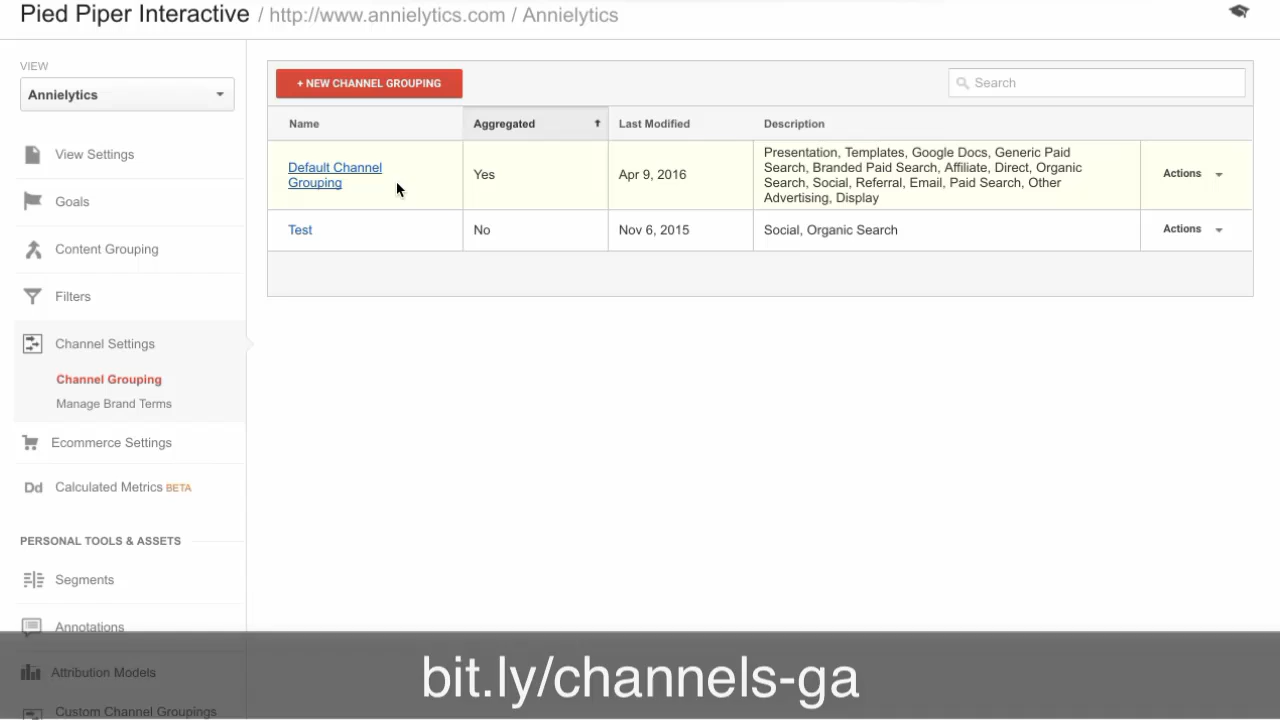 Pied Piper Interactive / http://www.annielytics.com / Annielytics
VIEW
Annielytics
View Settings
Goals
Content Grouping
Filters
Channel Settings
Channel Grouping
Manage Brand Terms
Ecommerce Settings
Dd Calculated Metrics BETA
PERSONAL TOOLS & ASSETS
Segments
Annotations
Attribution Models
Custom Channel Groupings
+ NEW CHANNEL GROUPING
Search
Name Aggregated Last Modified Description
Default Channel
Grouping
Yes
Apr 9, 2016
Presentation, Templates, Google Docs, Generic Paid
Search, Branded Paid Search, Affiliate, Direct, Organic
Search, Social, Referral, Email, Paid Search, Other
Advertising, Display
Actions
Test
No
Nov 6, 2015
Social, Organic Search
Actions
bit.ly/channels-ga